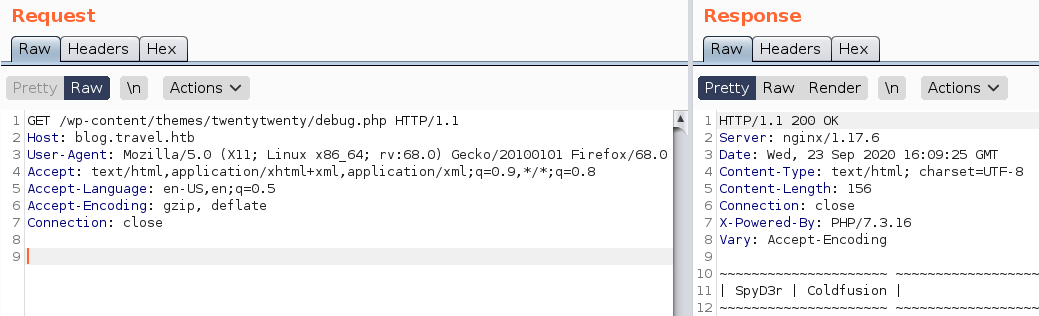 Request
Raw Headers Hex
Pretty Raw \n Actions
1 GET /wp-content/themes/twentytwenty/debug.php HTTP/1.1
2 Host: blog.travel.htb
3 User-Agent: Mozilla/5.0 (X11; Linux x86_64; rv:68.0) Gecko/20100101 Firefox/68.0
4 Accept: text/html,application/xhtml+xml,application/xml;q=0.9,*/*;q=0.8
5 Accept-Language: en-US,en;q=0.5
6 Accept-Encoding: gzip, deflate
7 Connection: close
8
9
Response
Raw Headers Hex
Pretty Raw Render \n Actions
1 HTTP/1.1 200 OK
2 Server: nginx/1.17.6
3 Date: Wed, 23 Sep 2020 16:09:25 GMT
4 Content-Type: text/html; charset=UTF-8
5 Content-Length: 156
6 Connection: close
7 X-Powered-By: PHP/7.3.16
8 Vary: Accept-Encoding
9
10 ~~~~~~~~~~~~~~~~~~~~~ ~~~~~~~~~~~~~~~~~~
11 | SpyD3r | Coldfusion |
12 ~~~~~~~~~~~~~~~~~~~~~ ~~~~~~~~~~~~~~~~~~